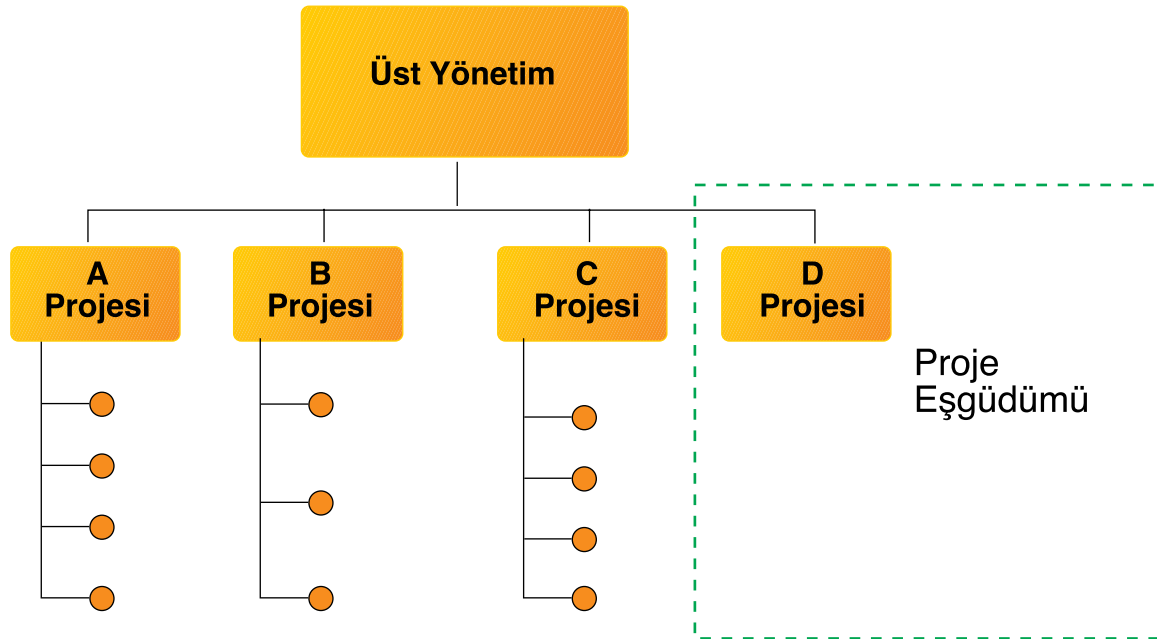 Üst Yönetim
A
Projesi
B
Projesi
C
Projesi
D
Projesi
Proje
Eşgüdümü